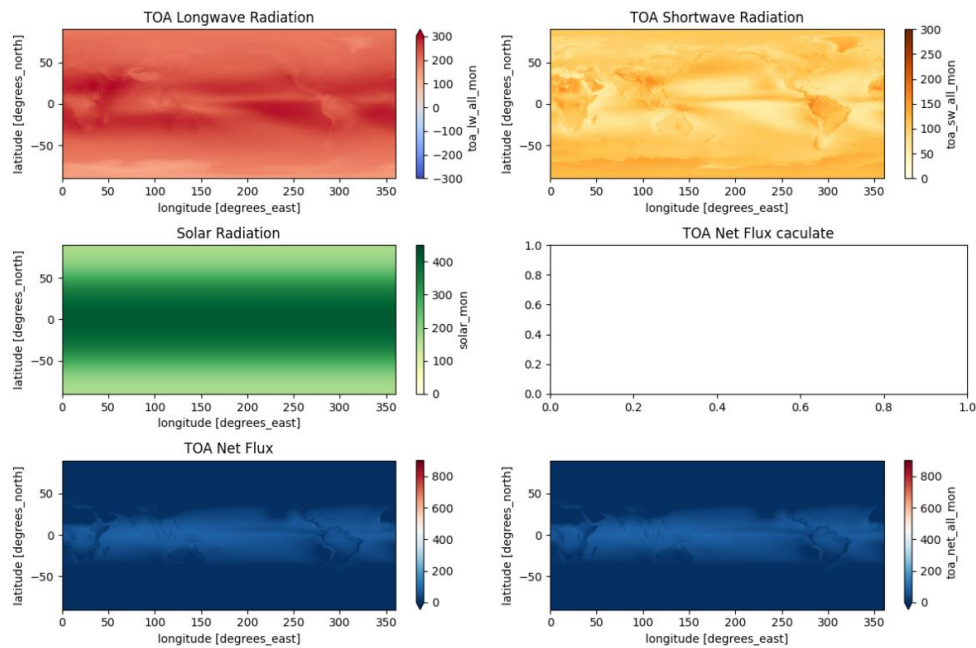 TOA Longwave Radiation
latitude [degrees_north]
50
0
−50
0 50 100 150 200 250 300 350
longitude [degrees_east]
300
200
100
0
−100
−200
−300
toa_lw_all_mon
TOA Shortwave Radiation
latitude [degrees_north]
50
0
−50
0 50 100 150 200 250 300 350
longitude [degrees_east]
300
250
200
150
100
50
0
toa_sw_all_mon
Solar Radiation
latitude [degrees_north]
50
0
−50
0 50 100 150 200 250 300 350
longitude [degrees_east]
400
300
200
100
0
solar_mon
TOA Net Flux caculate
1.0
0.8
0.6
0.4
0.2
0.0
0.0 0.2 0.4 0.6 0.8 1.0
TOA Net Flux
latitude [degrees_north]
50
0
−50
0 50 100 150 200 250 300 350
longitude [degrees_east]
800
600
400
200
0
latitude [degrees_north]
50
0
−50
0 50 100 150 200 250 300 350
longitude [degrees_east]
800
600
400
200
0
toa_net_all_mon